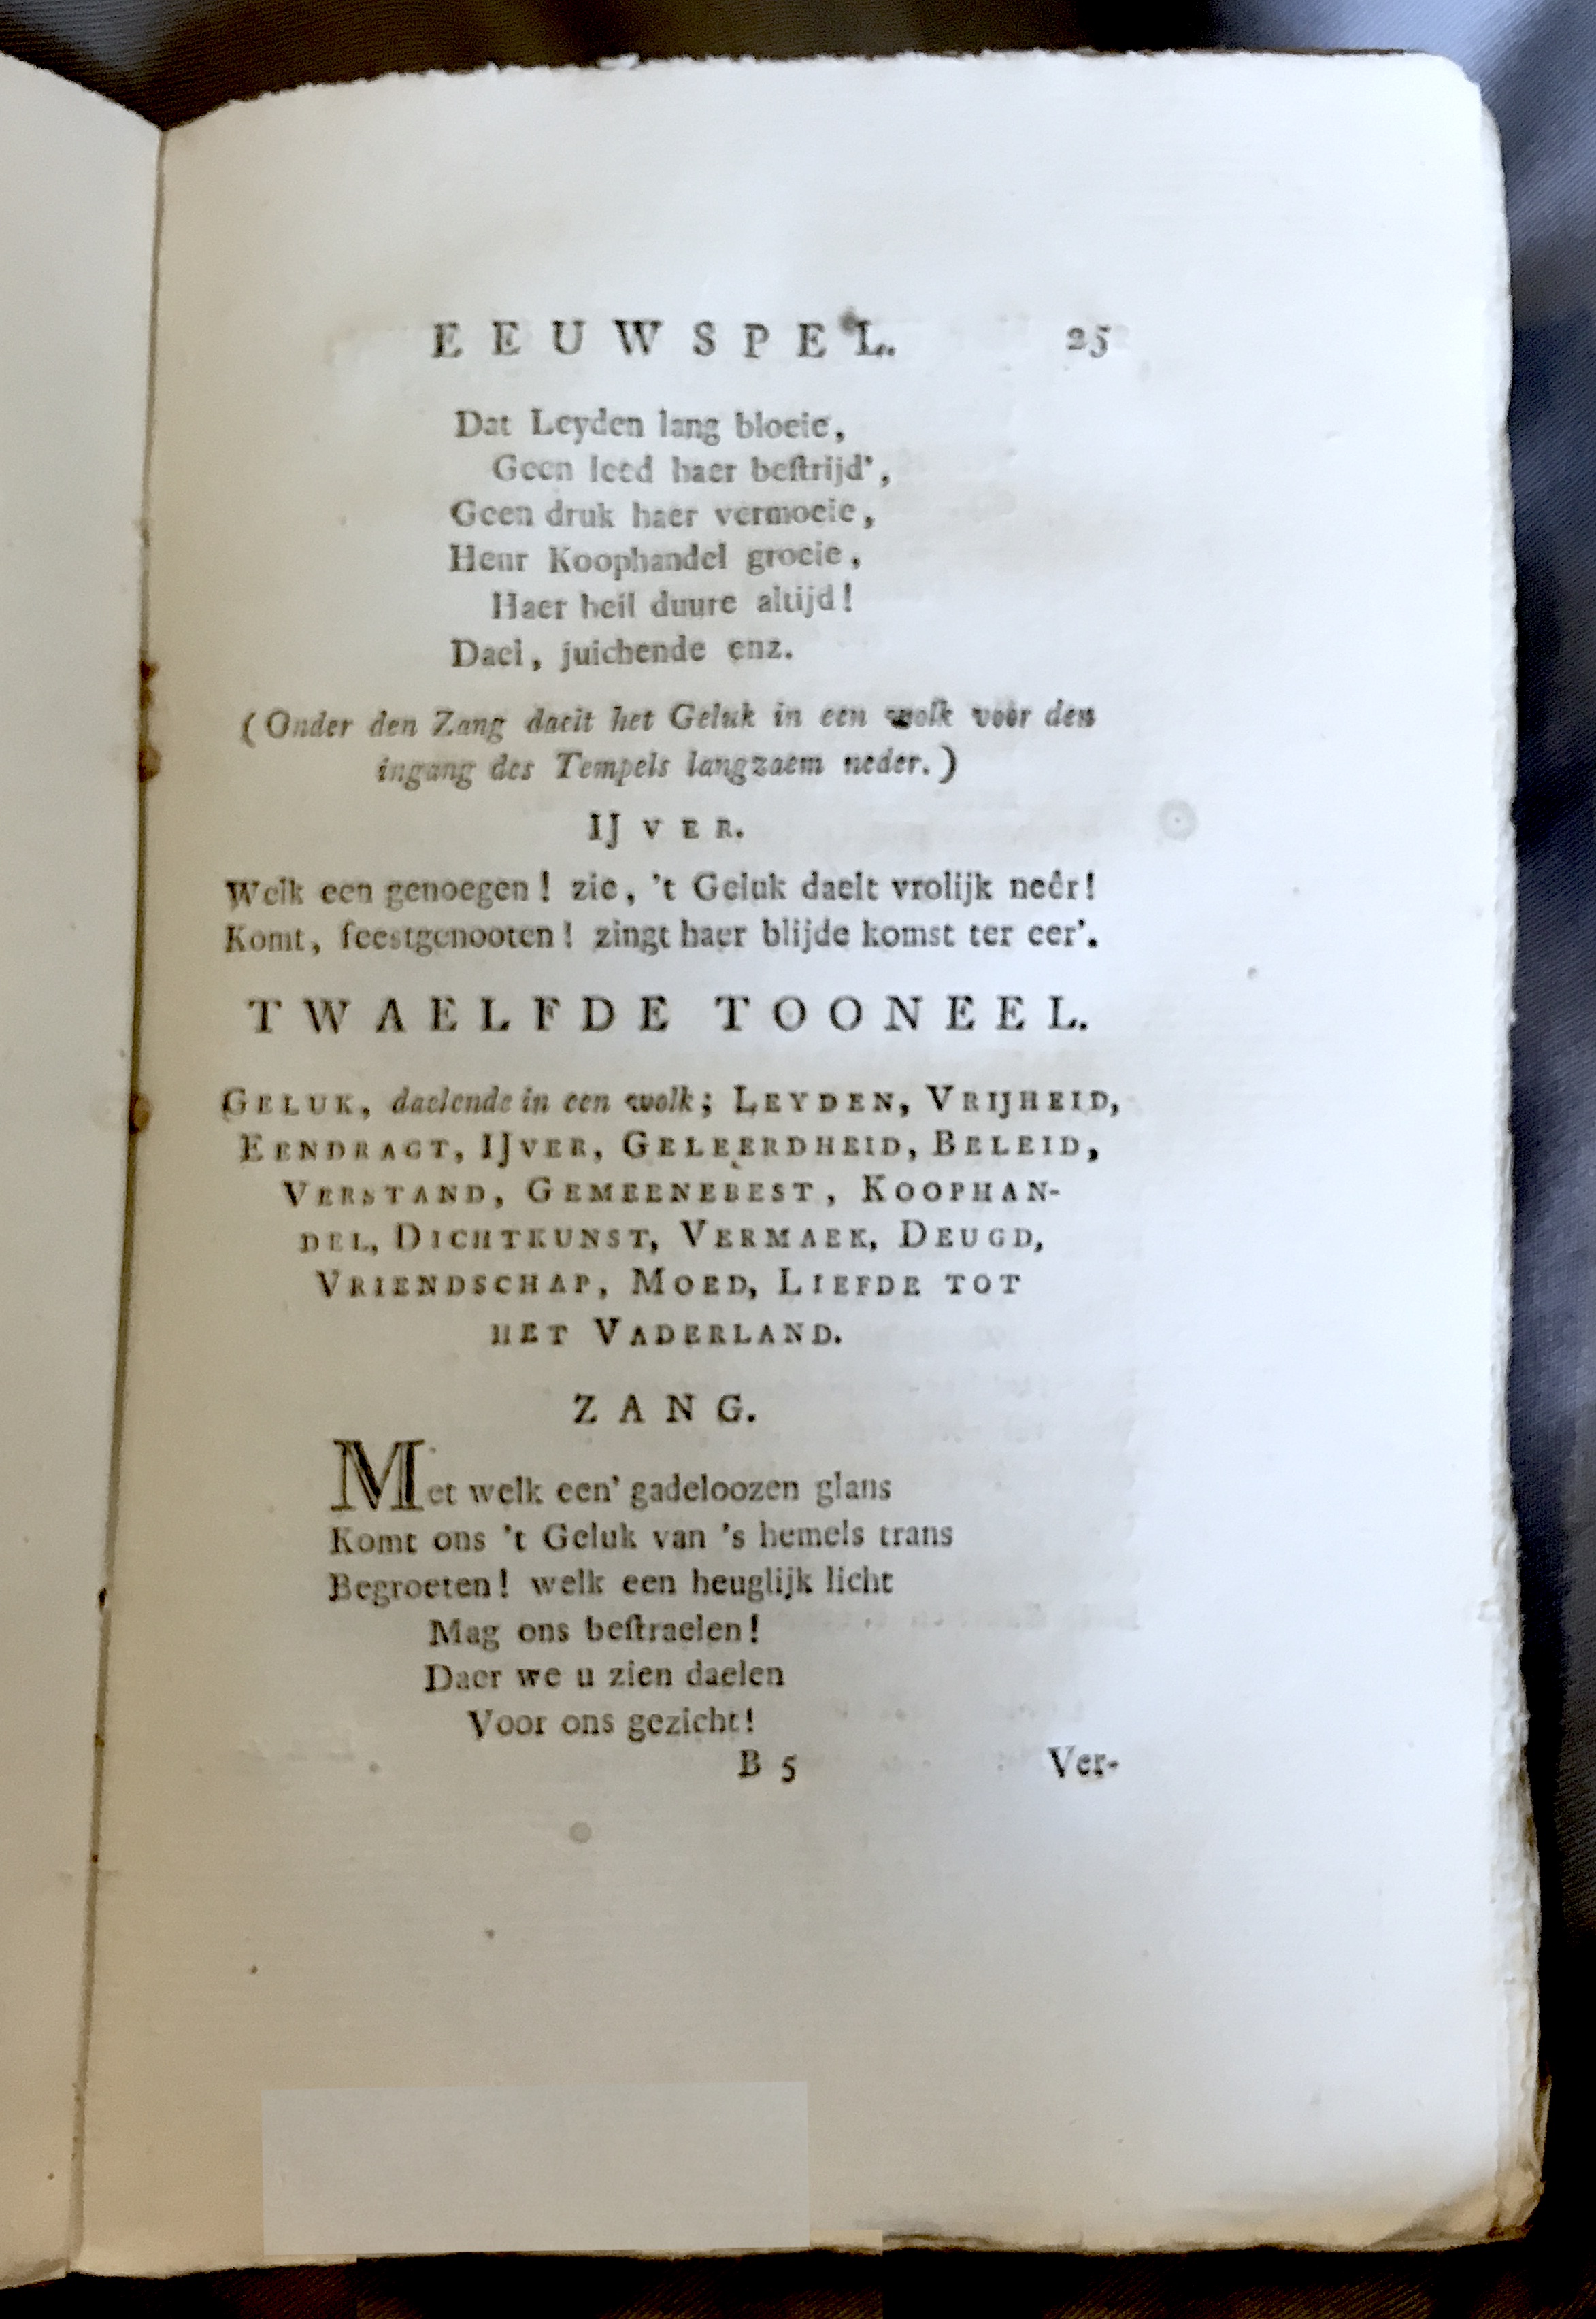 EEUWSPEL. 25
Dat Leyden lang bloeie,
Geen leed haer beſtrijd',
Geen druk haer vermoeie,
Heur Koophandel groeie,
Haer heil duure altijd!
Dael, juichende enz.
(Onder den Zang daelt het Geluk in een wolk voor den
ingang des Tempels langzaem neder.)
IJVER.
Welk een genoegen! zie, 't Geluk daelt vrolijk neêr!
Komt, feestgenooten! zingt haer blijde komst ter eer'.
TWAELFDE TOONEEL.
GELUK, daelende in een wolk; LEYDEN, VRIJHEID,
EENDRAGT, IJVER, GELEERDHEID, BELEID,
VERSTAND, GEMEENEBEST, KOOPHAN-
DEL, DICHTKUNST, VERMAEK, DEUGD,
VRIENDSCHAP, MOED, LIEFDE TOT
HET VADERLAND.
ZANG.
Met welk een' gadeloozen glans
Komt ons 't Geluk van 's hemels trans
Begroeten! welk een heuglijk licht
Mag ons beſtraelen!
Daer we u zien daelen
Voor ons gezicht!
B 5 Ver-